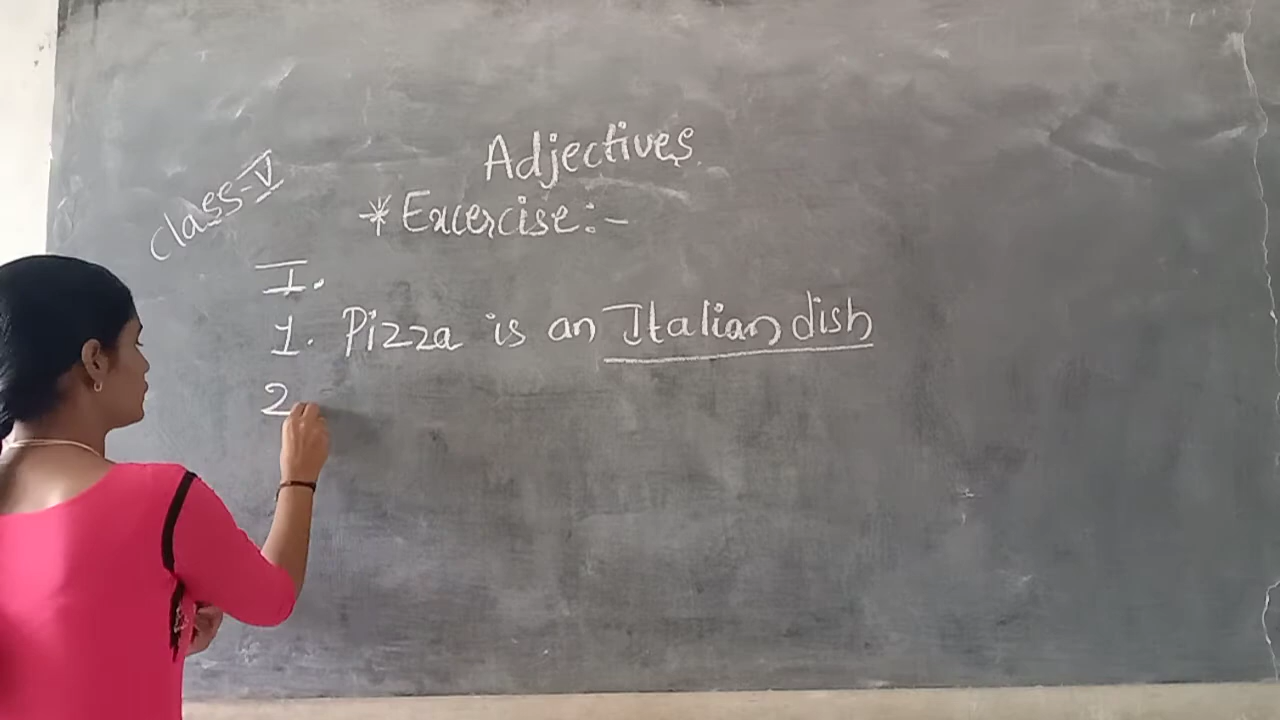 Adjectives
Class-V
* Excercise:-
I.
1. Pizza is an Italian dish
2